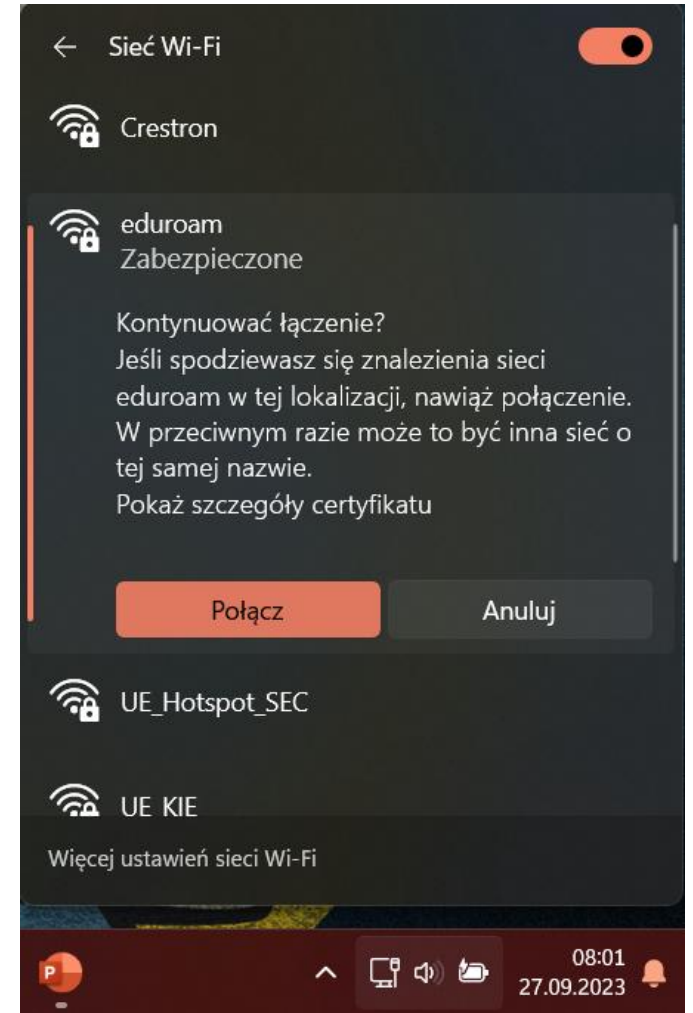 Sieć Wi-Fi
Crestron
eduroam
Zabezpieczone
Kontynuować łączenie?
Jeśli spodziewasz się znalezienia sieci
eduroam w tej lokalizacji, nawiąż połączenie.
W przeciwnym razie może to być inna sieć o
tej samej nazwie.
Pokaż szczegóły certyfikatu
Połącz Anuluj
UE_Hotspot_SEC
UE KIE
Więcej ustawień sieci Wi-Fi
P
08:01
27.09.2023